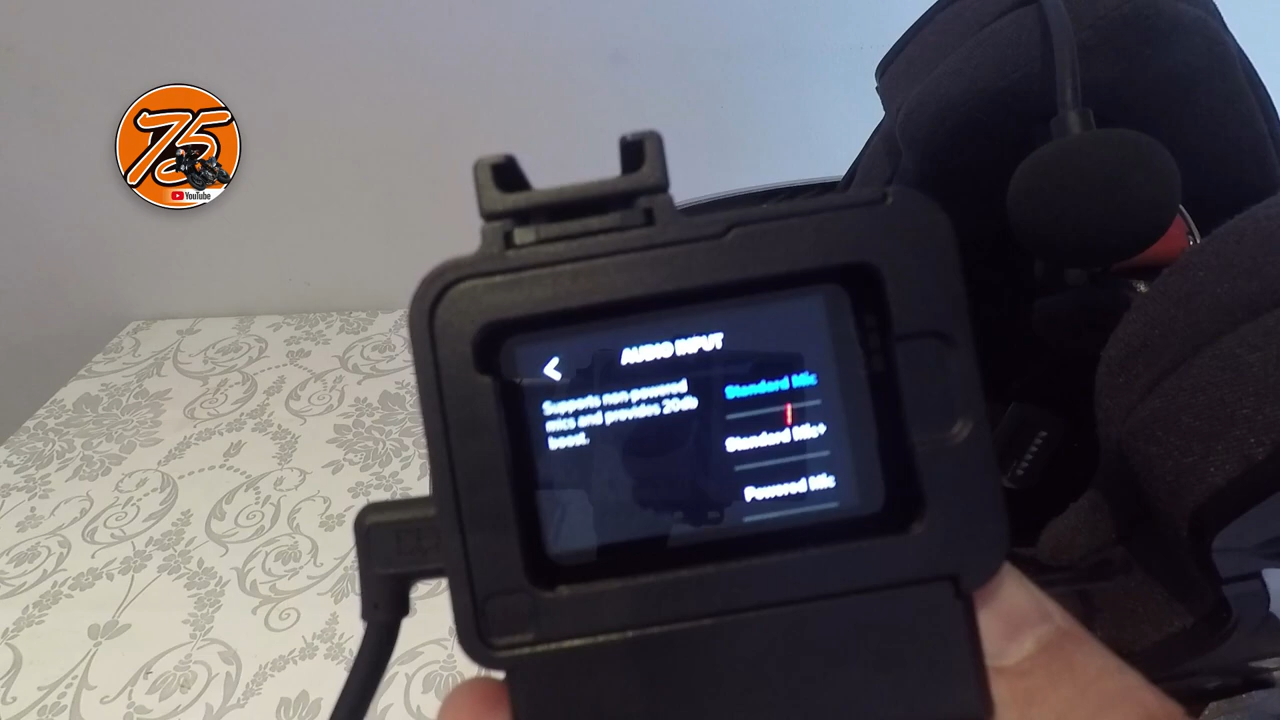 75
YouTube
AUDIO INPUT
Supports non-powered
mics and provides 20db
boost.
Standard Mic
Standard Mic+
Powered Mic